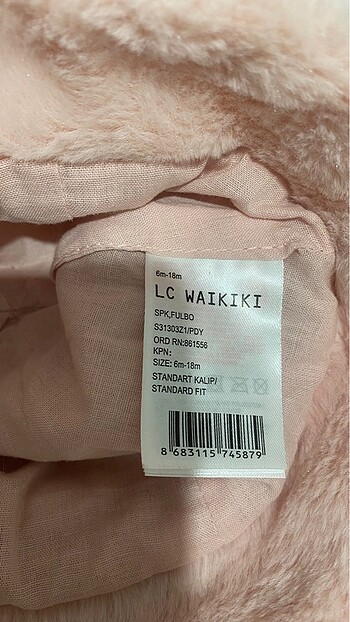 6m-18m
LC WAIKIKI
SPK,FULBO
S31303Z1/PDY
ORD RN:861556
KPN:
SIZE: 6m-18m
STANDART KALIP/
STANDARD FIT
8 683115 745879